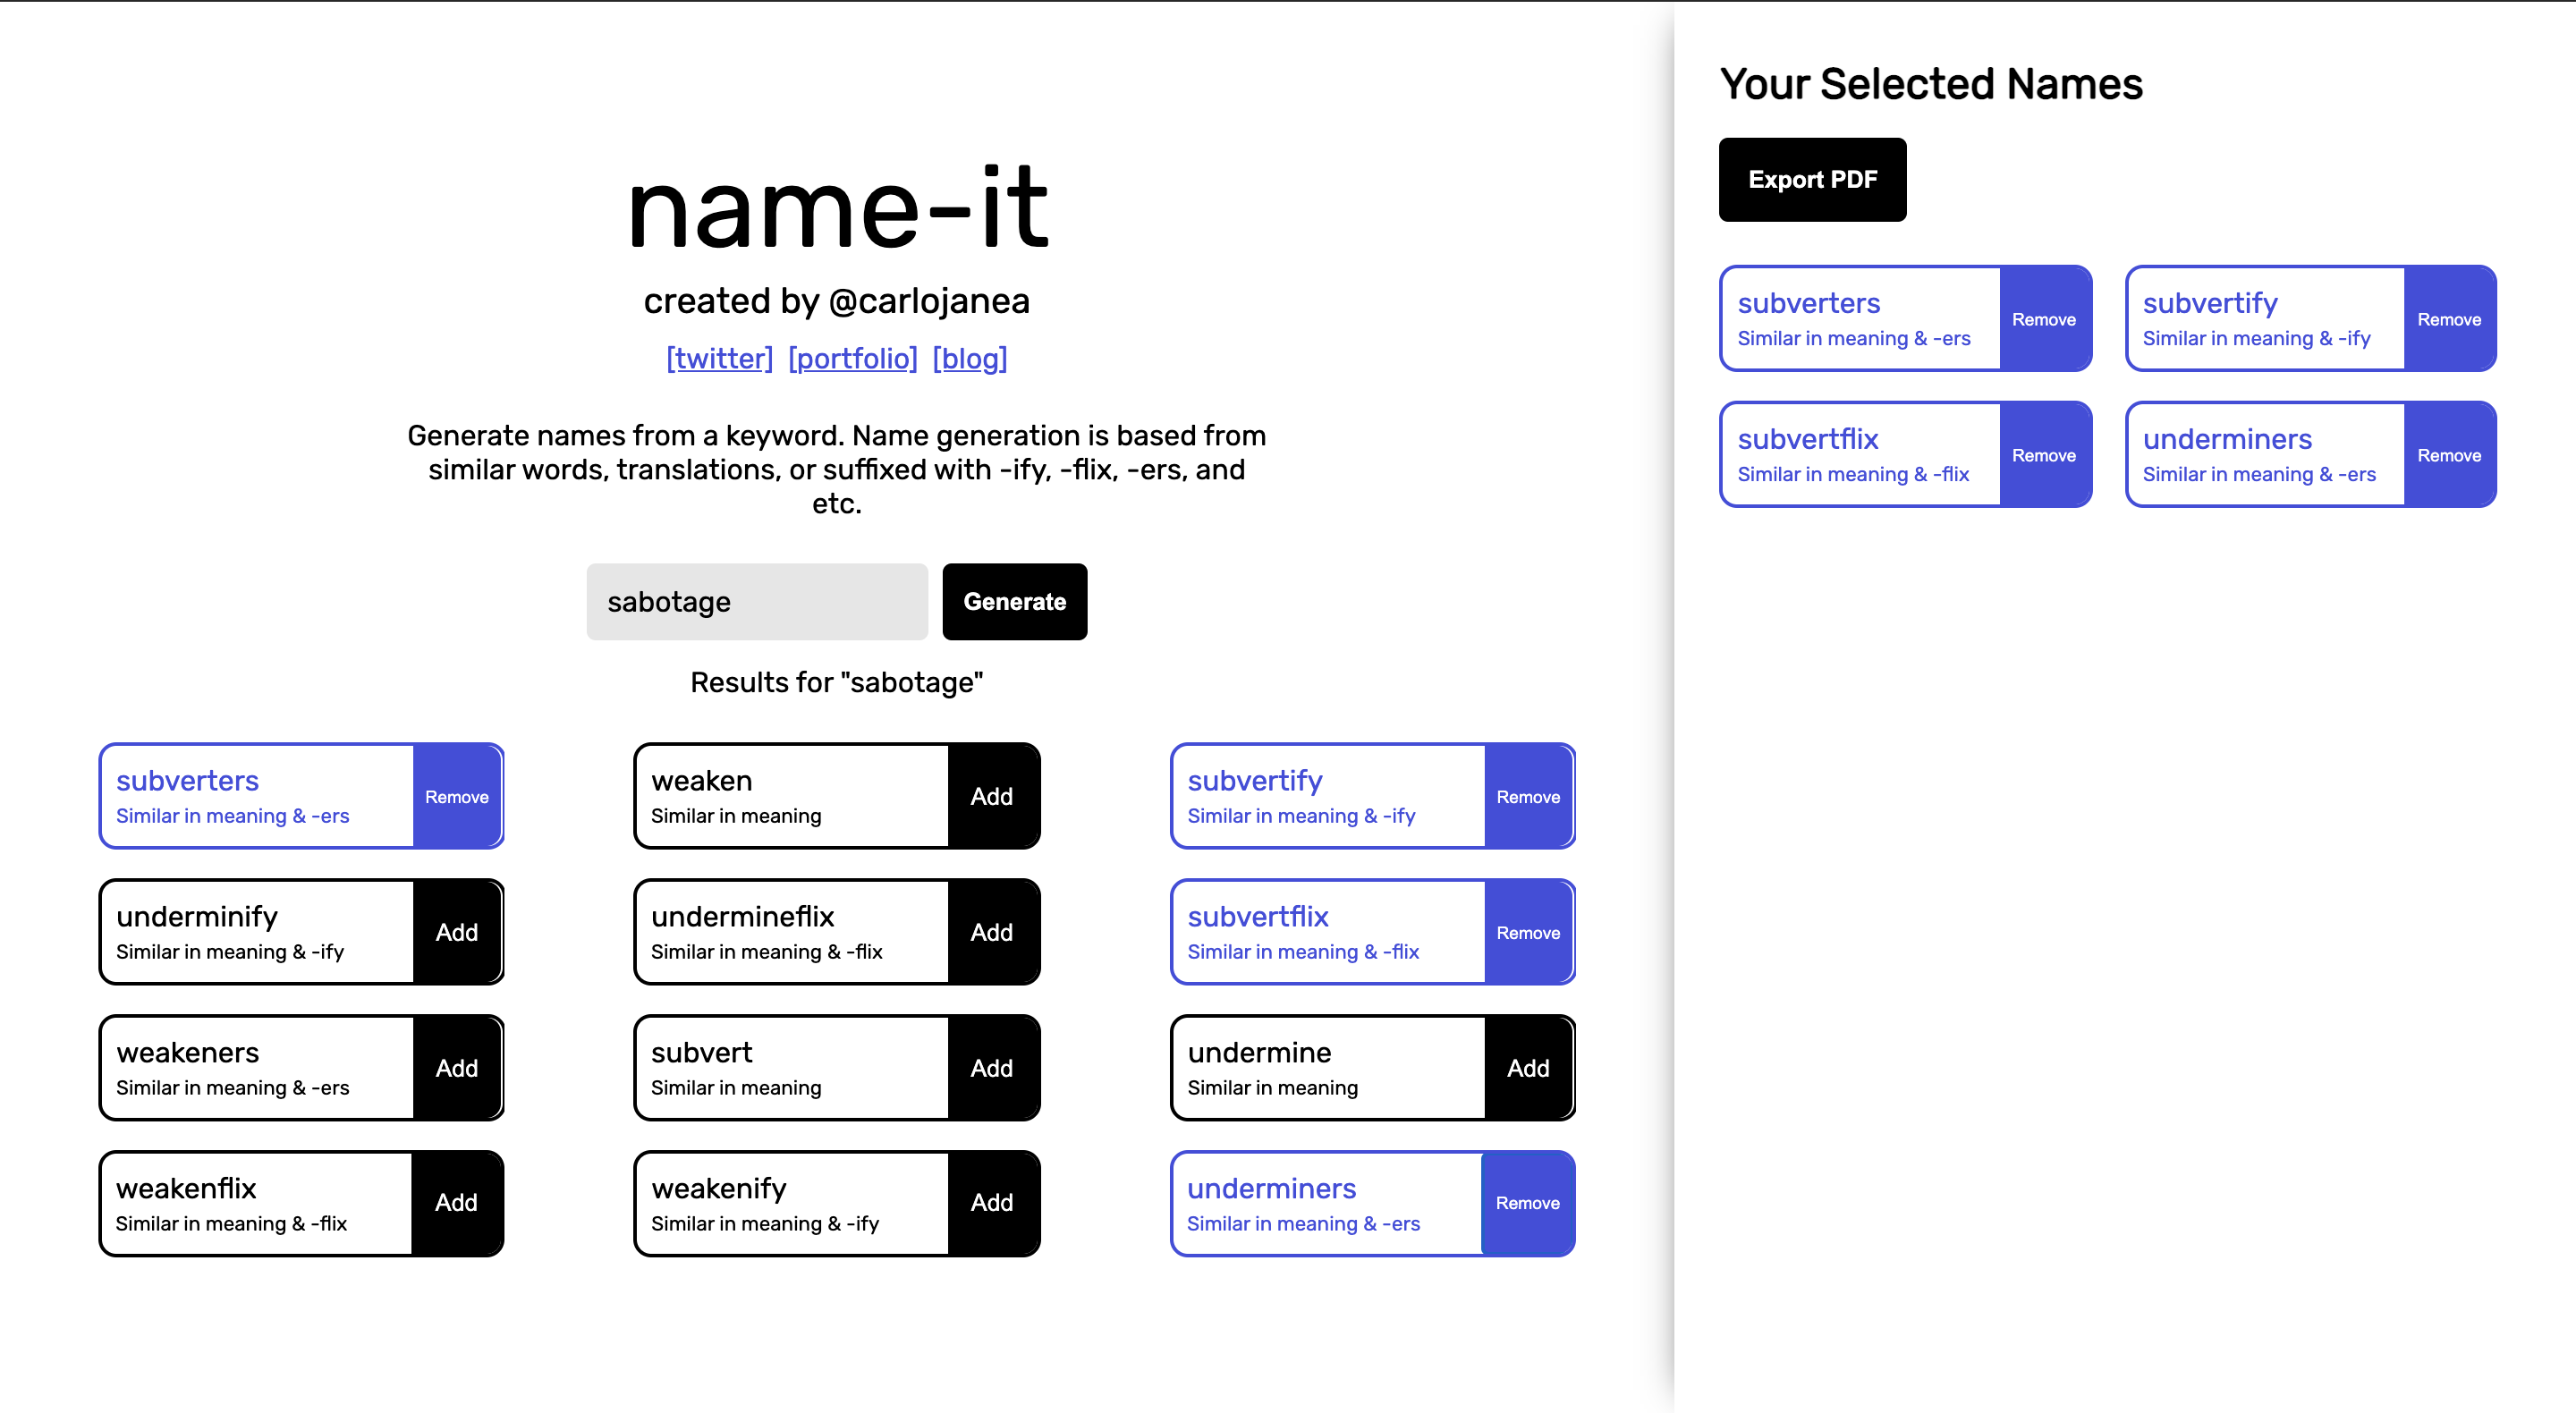 name-it
created by @carlojanea
[twitter] [portfolio] [blog]
Generate names from a keyword. Name generation is based from
similar words, translations, or suffixed with -ify, -flix, -ers, and
etc.
sabotage
Generate
Results for "sabotage"
subverters
Similar in meaning & -ers
Remove
weaken
Similar in meaning
Add
subvertify
Similar in meaning & -ify
Remove
underminify
Similar in meaning & -ify
Add
undermineflix
Similar in meaning & -flix
Add
subvertflix
Similar in meaning & -flix
Remove
weakeners
Similar in meaning & -ers
Add
subvert
Similar in meaning
Add
undermine
Similar in meaning
Add
weakenflix
Similar in meaning & -flix
Add
weakenify
Similar in meaning & -ify
Add
underminers
Similar in meaning & -ers
Remove
Your Selected Names
Export PDF
subverters
Similar in meaning & -ers
Remove
subvertify
Similar in meaning & -ify
Remove
subvertflix
Similar in meaning & -flix
Remove
underminers
Similar in meaning & -ers
Remove